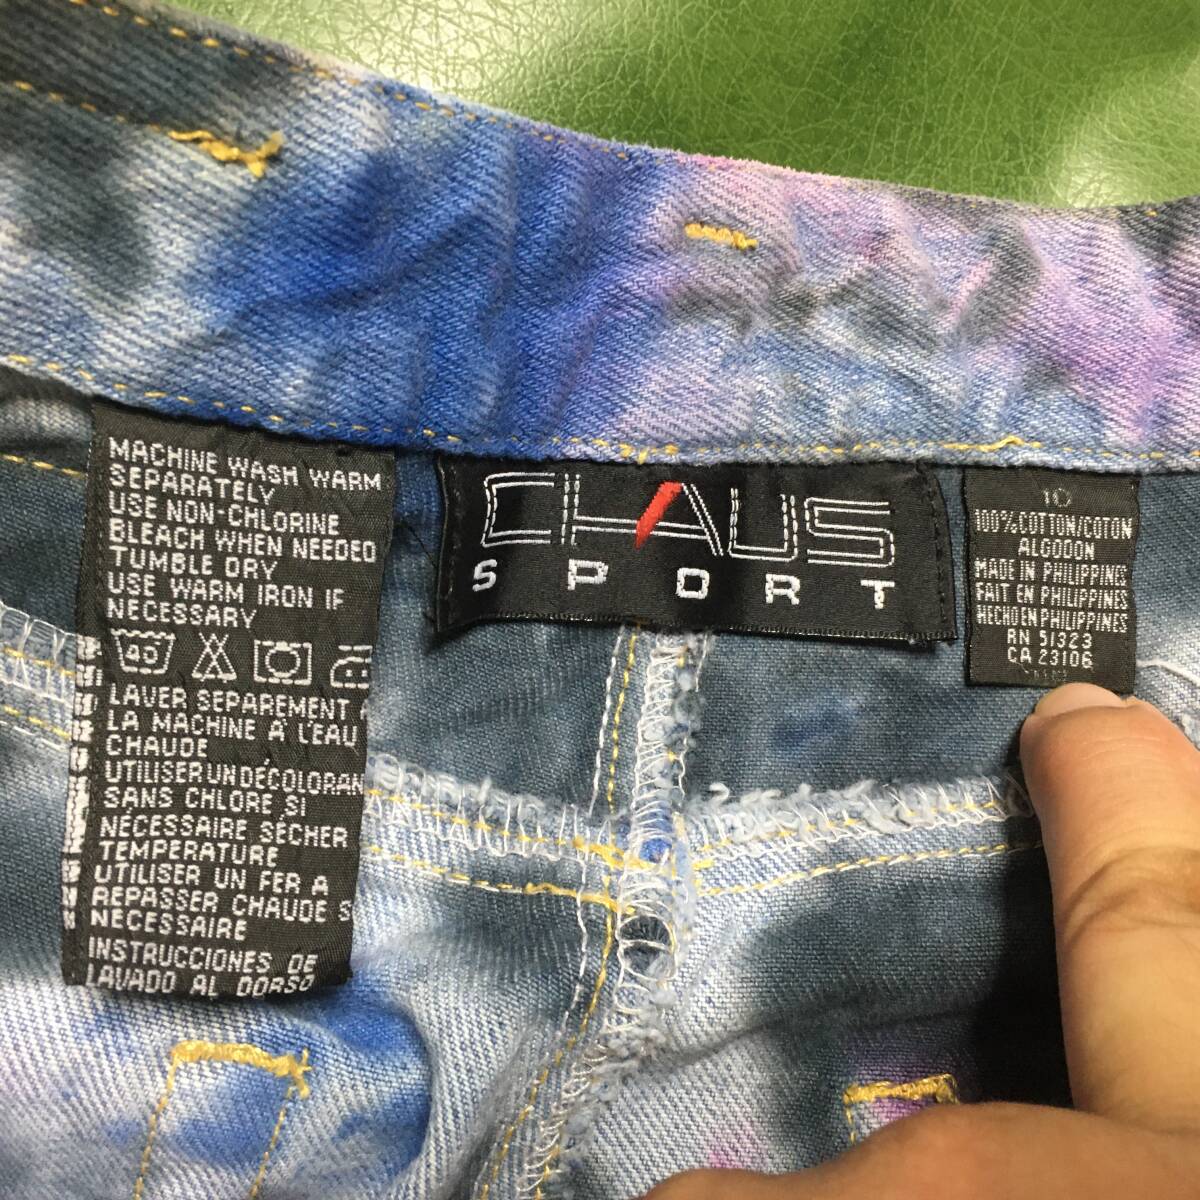 MACHINE WASH WARM
SEPARATELY
USE NON-CHLORINE
BLEACH WHEN NEEDED
TUMBLE DRY
USE WARM IRON IF
NECESSARY
40
LAVER SEPAREMENT
LA MACHINE À L'EAU
CHAUDE
UTILISER UN DÉCOLORAN
SANS CHLORE SI
NÉCESSAIRE SÉCHER
TEMPERATURE
UTILISER UN FER A
REPASSER CHAUDE S
NÉCESSAIRE
INSTRUCCIONES DE
LAVADO AL DORSO
CHAUS
SPORT
10
100% COTTON/COTON
ALGODON
MADE IN PHILIPPINES
FAIT EN PHILIPPINES
HECHO EN PHILIPPINES
RN 51323
CA 23106